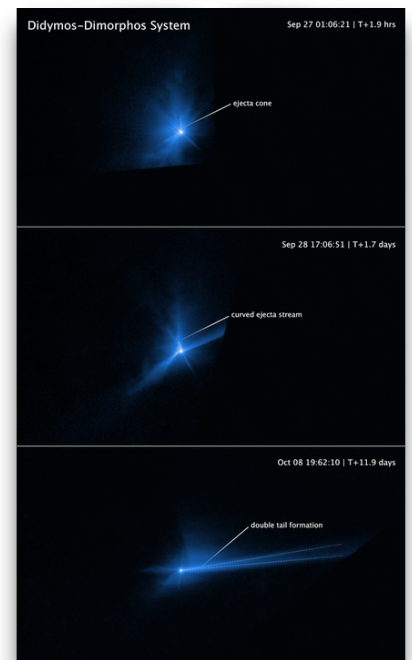 Didymos-Dimorphos System
Sep 27 01:06:21 | T+1.9 hrs
ejecta cone
Sep 28 17:06:51 | T+1.7 days
curved ejecta stream
Oct 08 19:62:10 | T+11.9 days
double tail formation